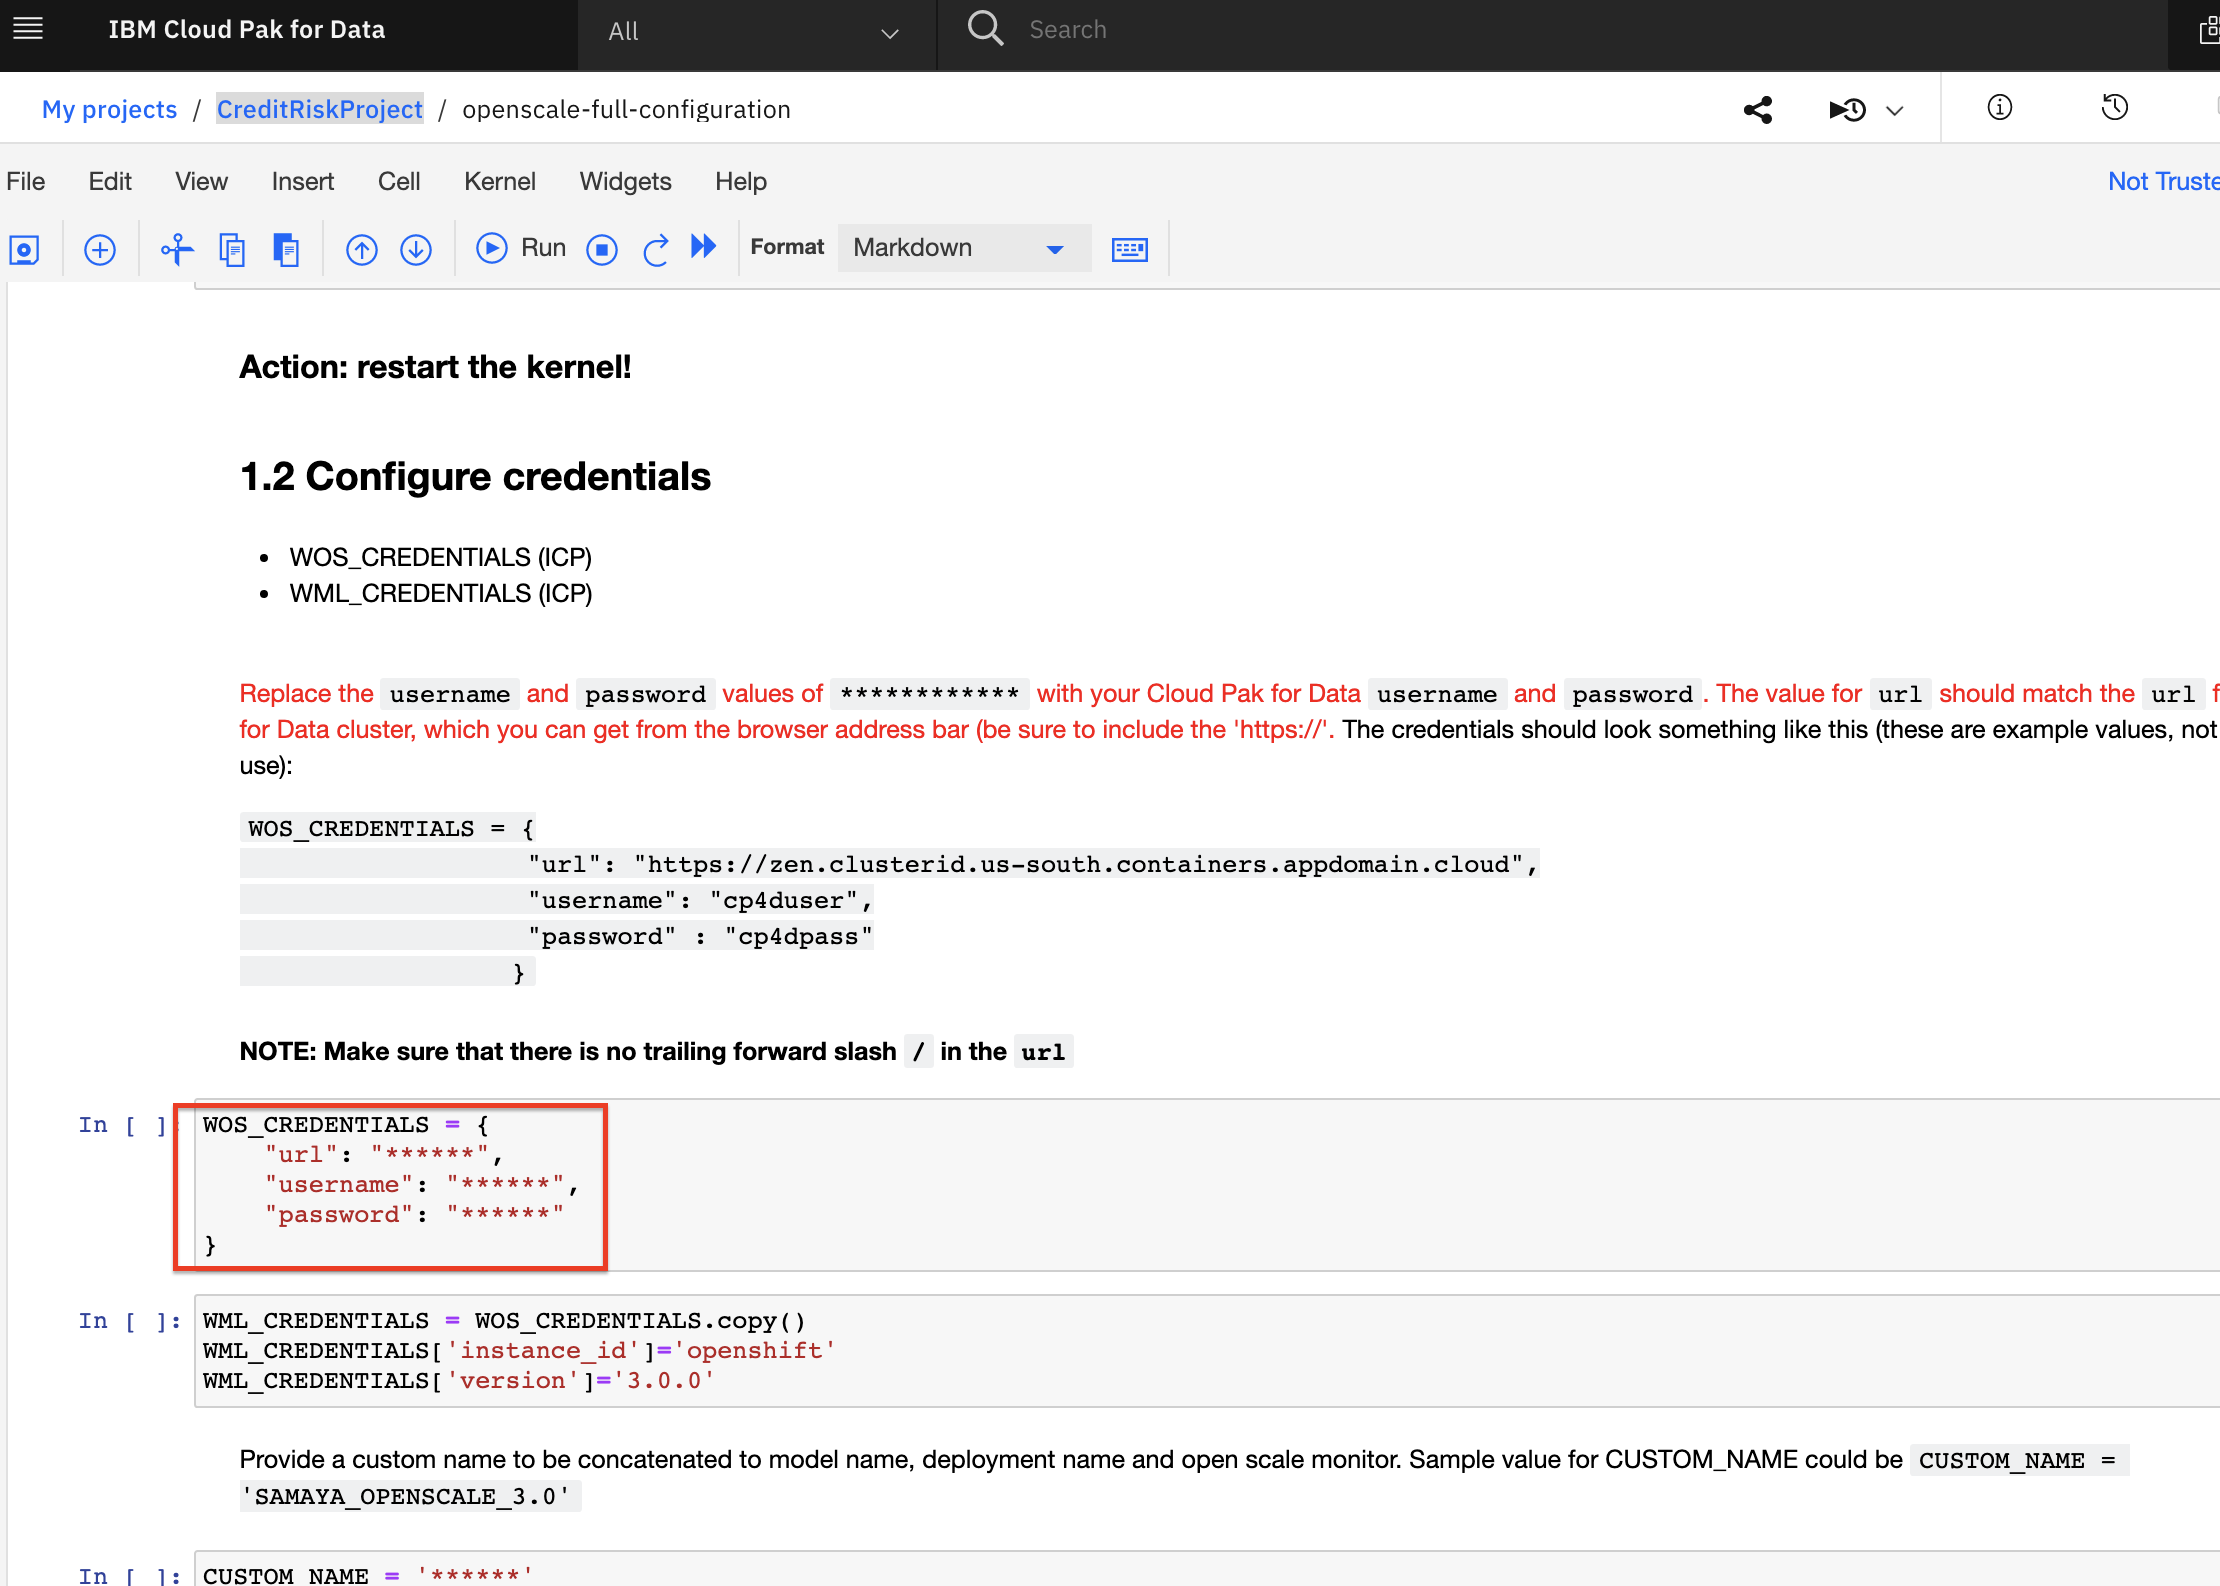 IBM Cloud Pak for Data All Search
My projects / CreditRiskProject / openscale-full-configuration
File Edit View Insert Cell Kernel Widgets Help Not Truste
Run Format Markdown
Action: restart the kernel!
1.2 Configure credentials
• WOS_CREDENTIALS (ICP)
• WML_CREDENTIALS (ICP)
Replace the username and password values of ************ with your Cloud Pak for Data username and password . The value for url should match the url f
for Data cluster, which you can get from the browser address bar (be sure to include the 'https://'. The credentials should look something like this (these are example values, not
use):
WOS_CREDENTIALS = {
"url": "https://zen.clusterid.us-south.containers.appdomain.cloud",
"username": "cp4duser",
"password" : "cp4dpass"
}
NOTE: Make sure that there is no trailing forward slash / in the url
In [ ]: WOS_CREDENTIALS = {
"url": "******",
"username": "******",
"password": "******"
}
In [ ]: WML_CREDENTIALS = WOS_CREDENTIALS.copy()
WML_CREDENTIALS['instance_id']='openshift'
WML_CREDENTIALS['version']='3.0.0'
Provide a custom name to be concatenated to model name, deployment name and open scale monitor. Sample value for CUSTOM_NAME could be CUSTOM_NAME =
'SAMAYA_OPENSCALE_3.0'
In [ ]: CUSTOM_NAME = '******'